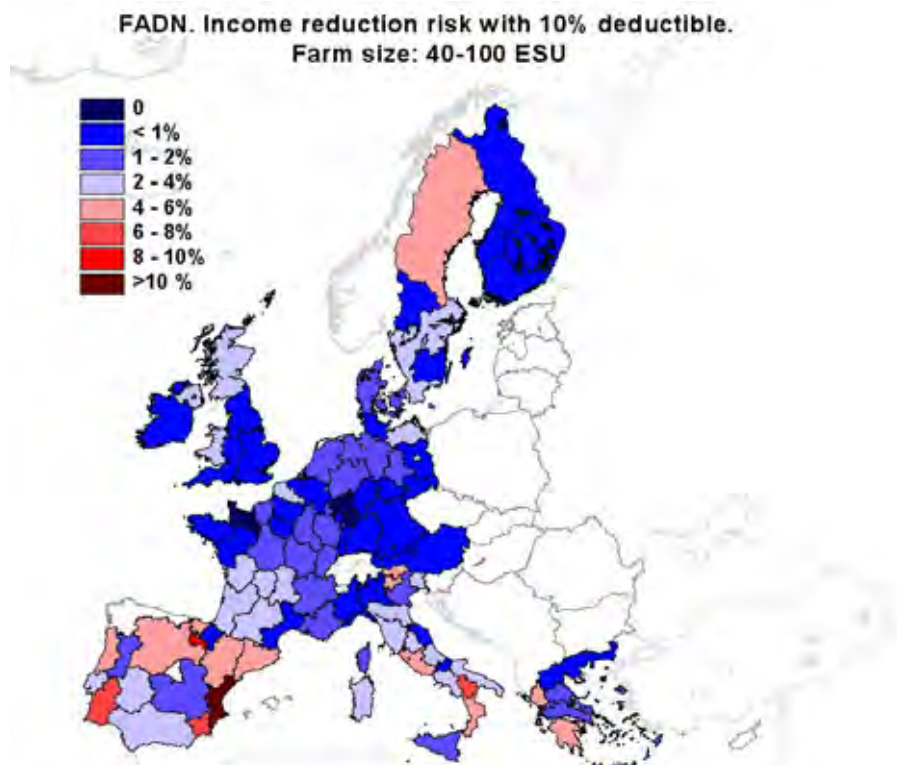 FADN. Income reduction risk with 10% deductible.
Farm size: 40-100 ESU
0
< 1%
1 - 2%
2 - 4%
4 - 6%
6 - 8%
8 - 10%
>10 %